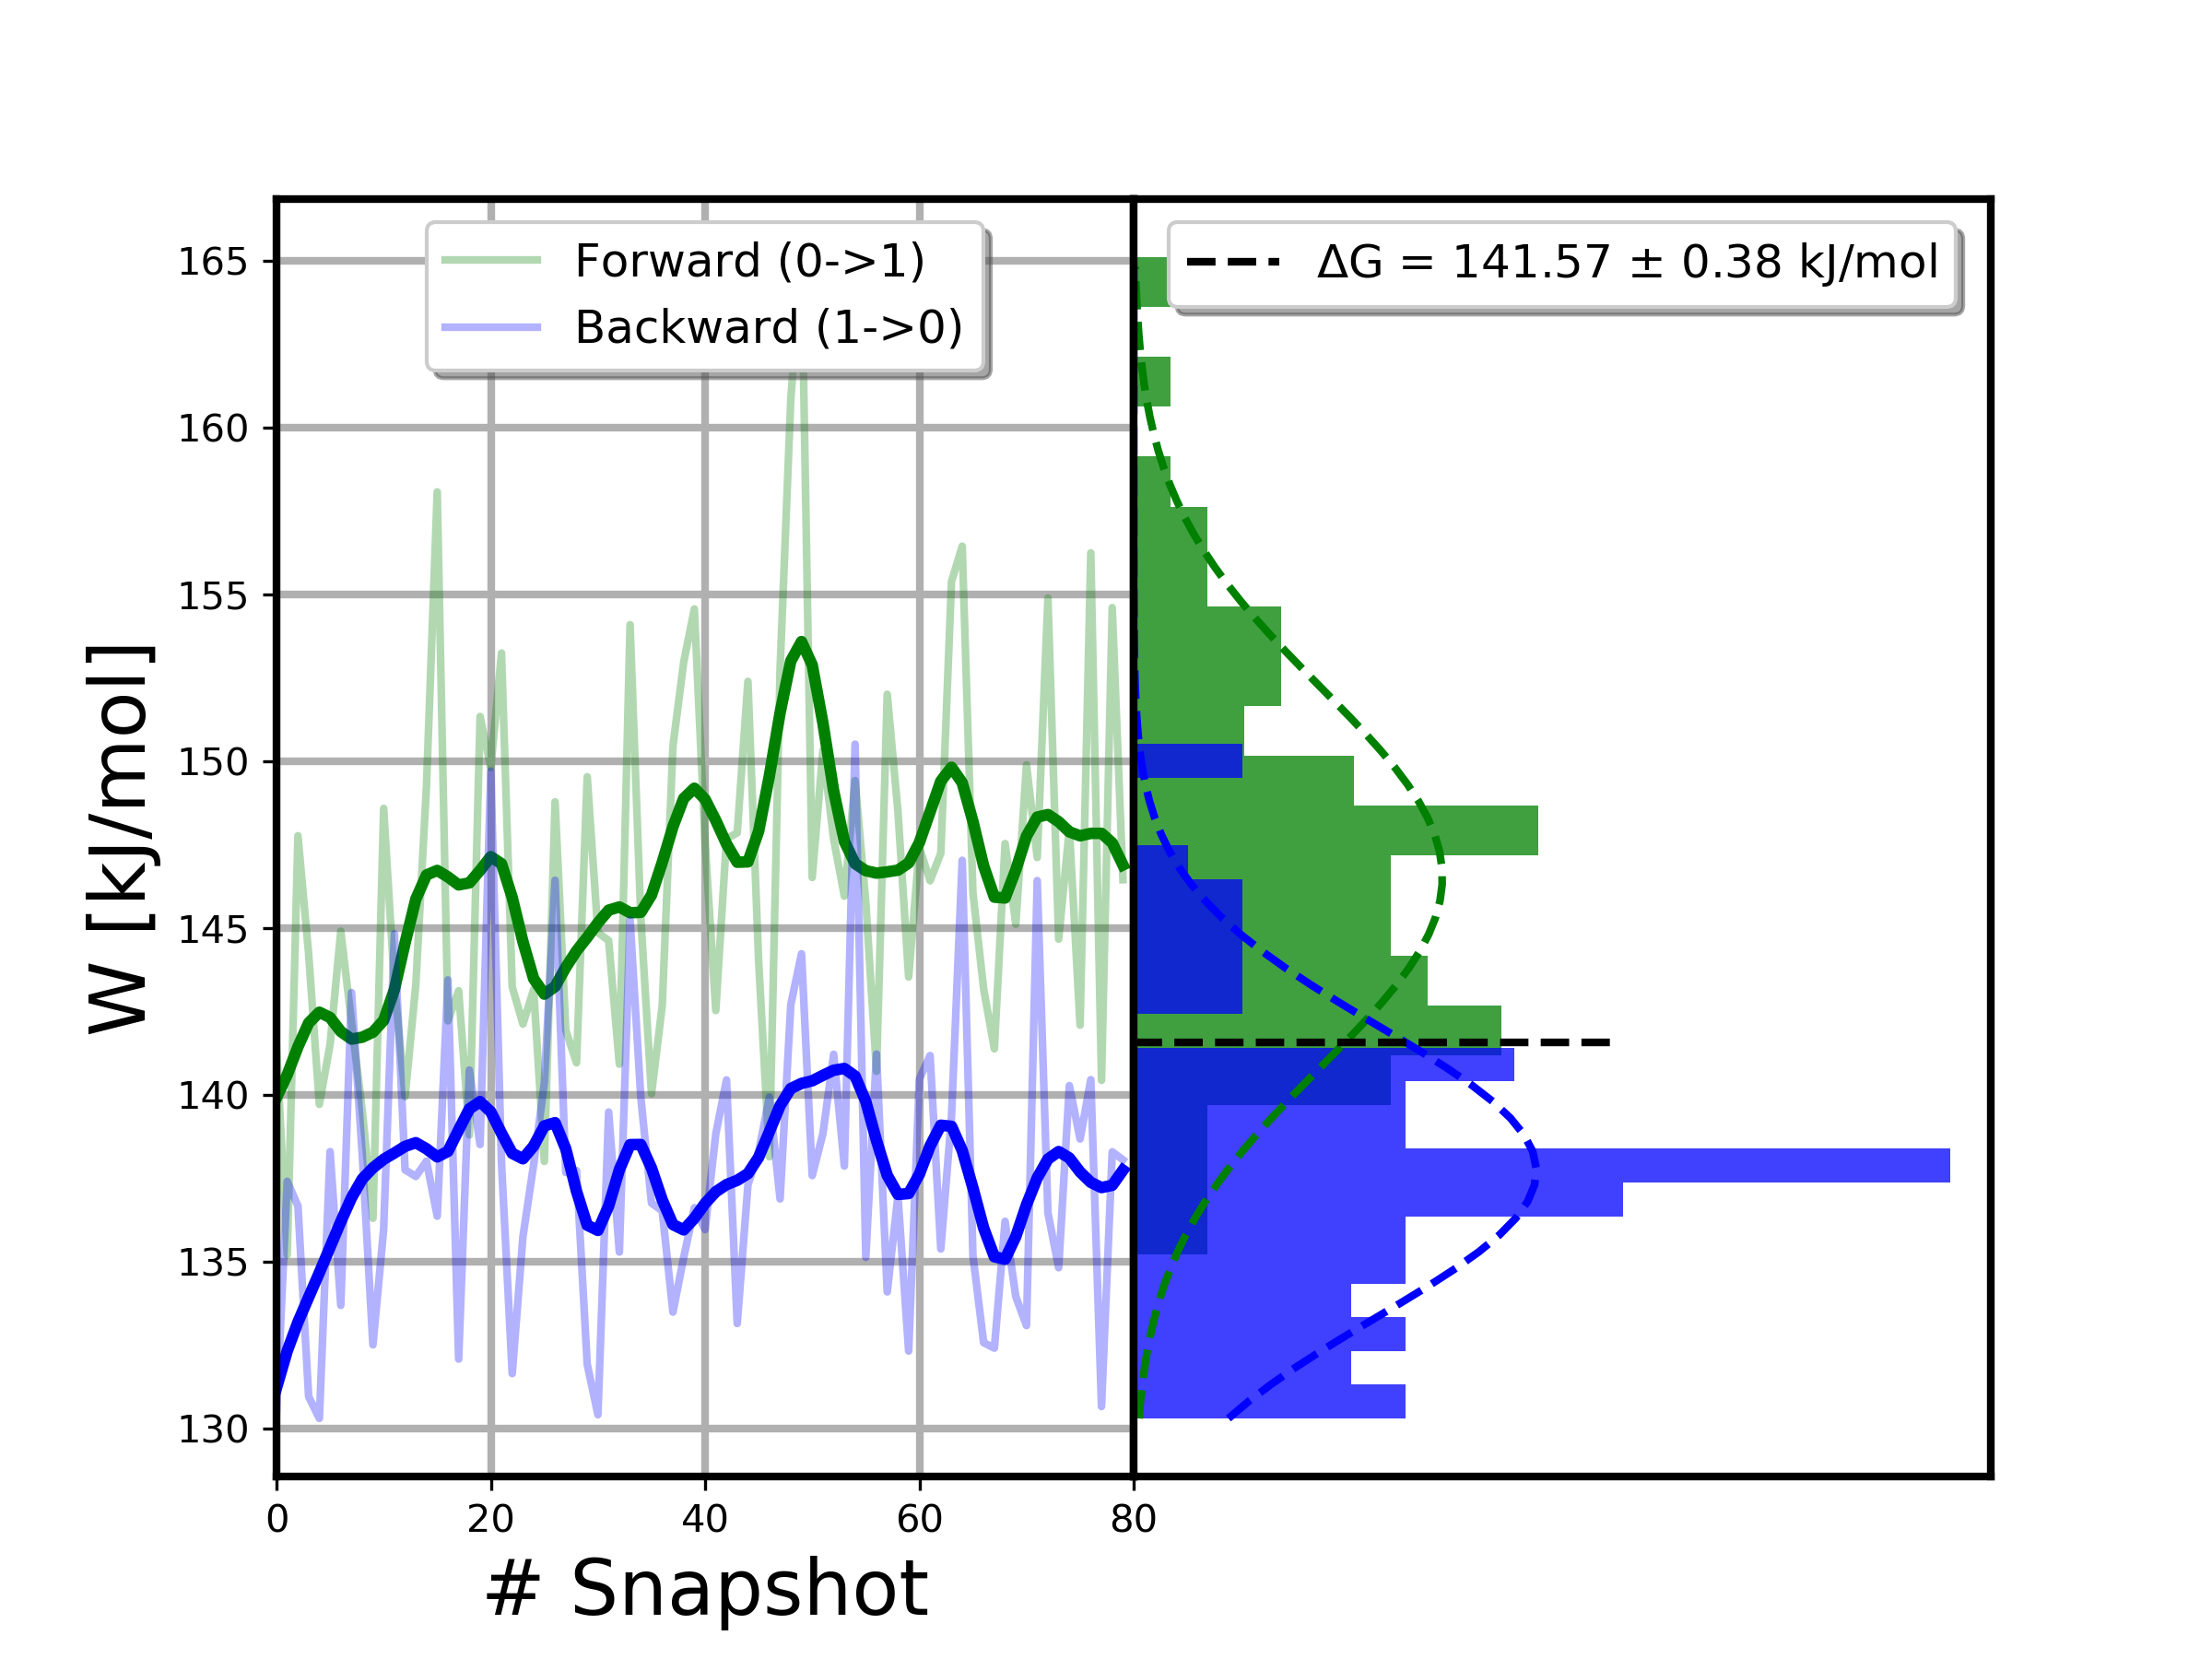 Forward (0->1)
Backward (1->0)
ΔG = 141.57 ± 0.38 kJ/mol
165
160
155
150
145
140
135
130
W [kJ/mol]
0 20 40 60 80
# Snapshot